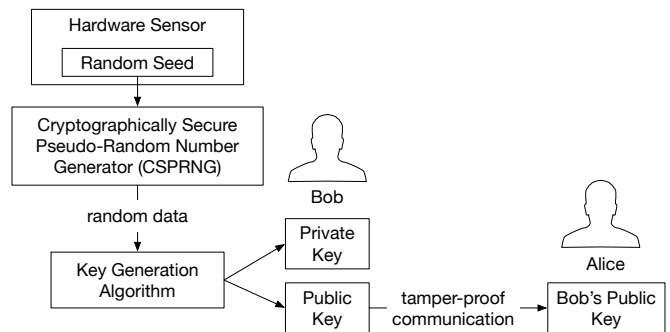 Hardware Sensor
Random Seed
Cryptographically Secure
Pseudo-Random Number
Generator (CSPRNG)
random data
Key Generation
Algorithm
Bob
Private
Key
Public
Key
tamper-proof
communication
Alice
Bob's Public
Key